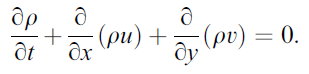 ∂ρ/∂t + ∂/∂x (ρu) + ∂/∂y (ρv) = 0.